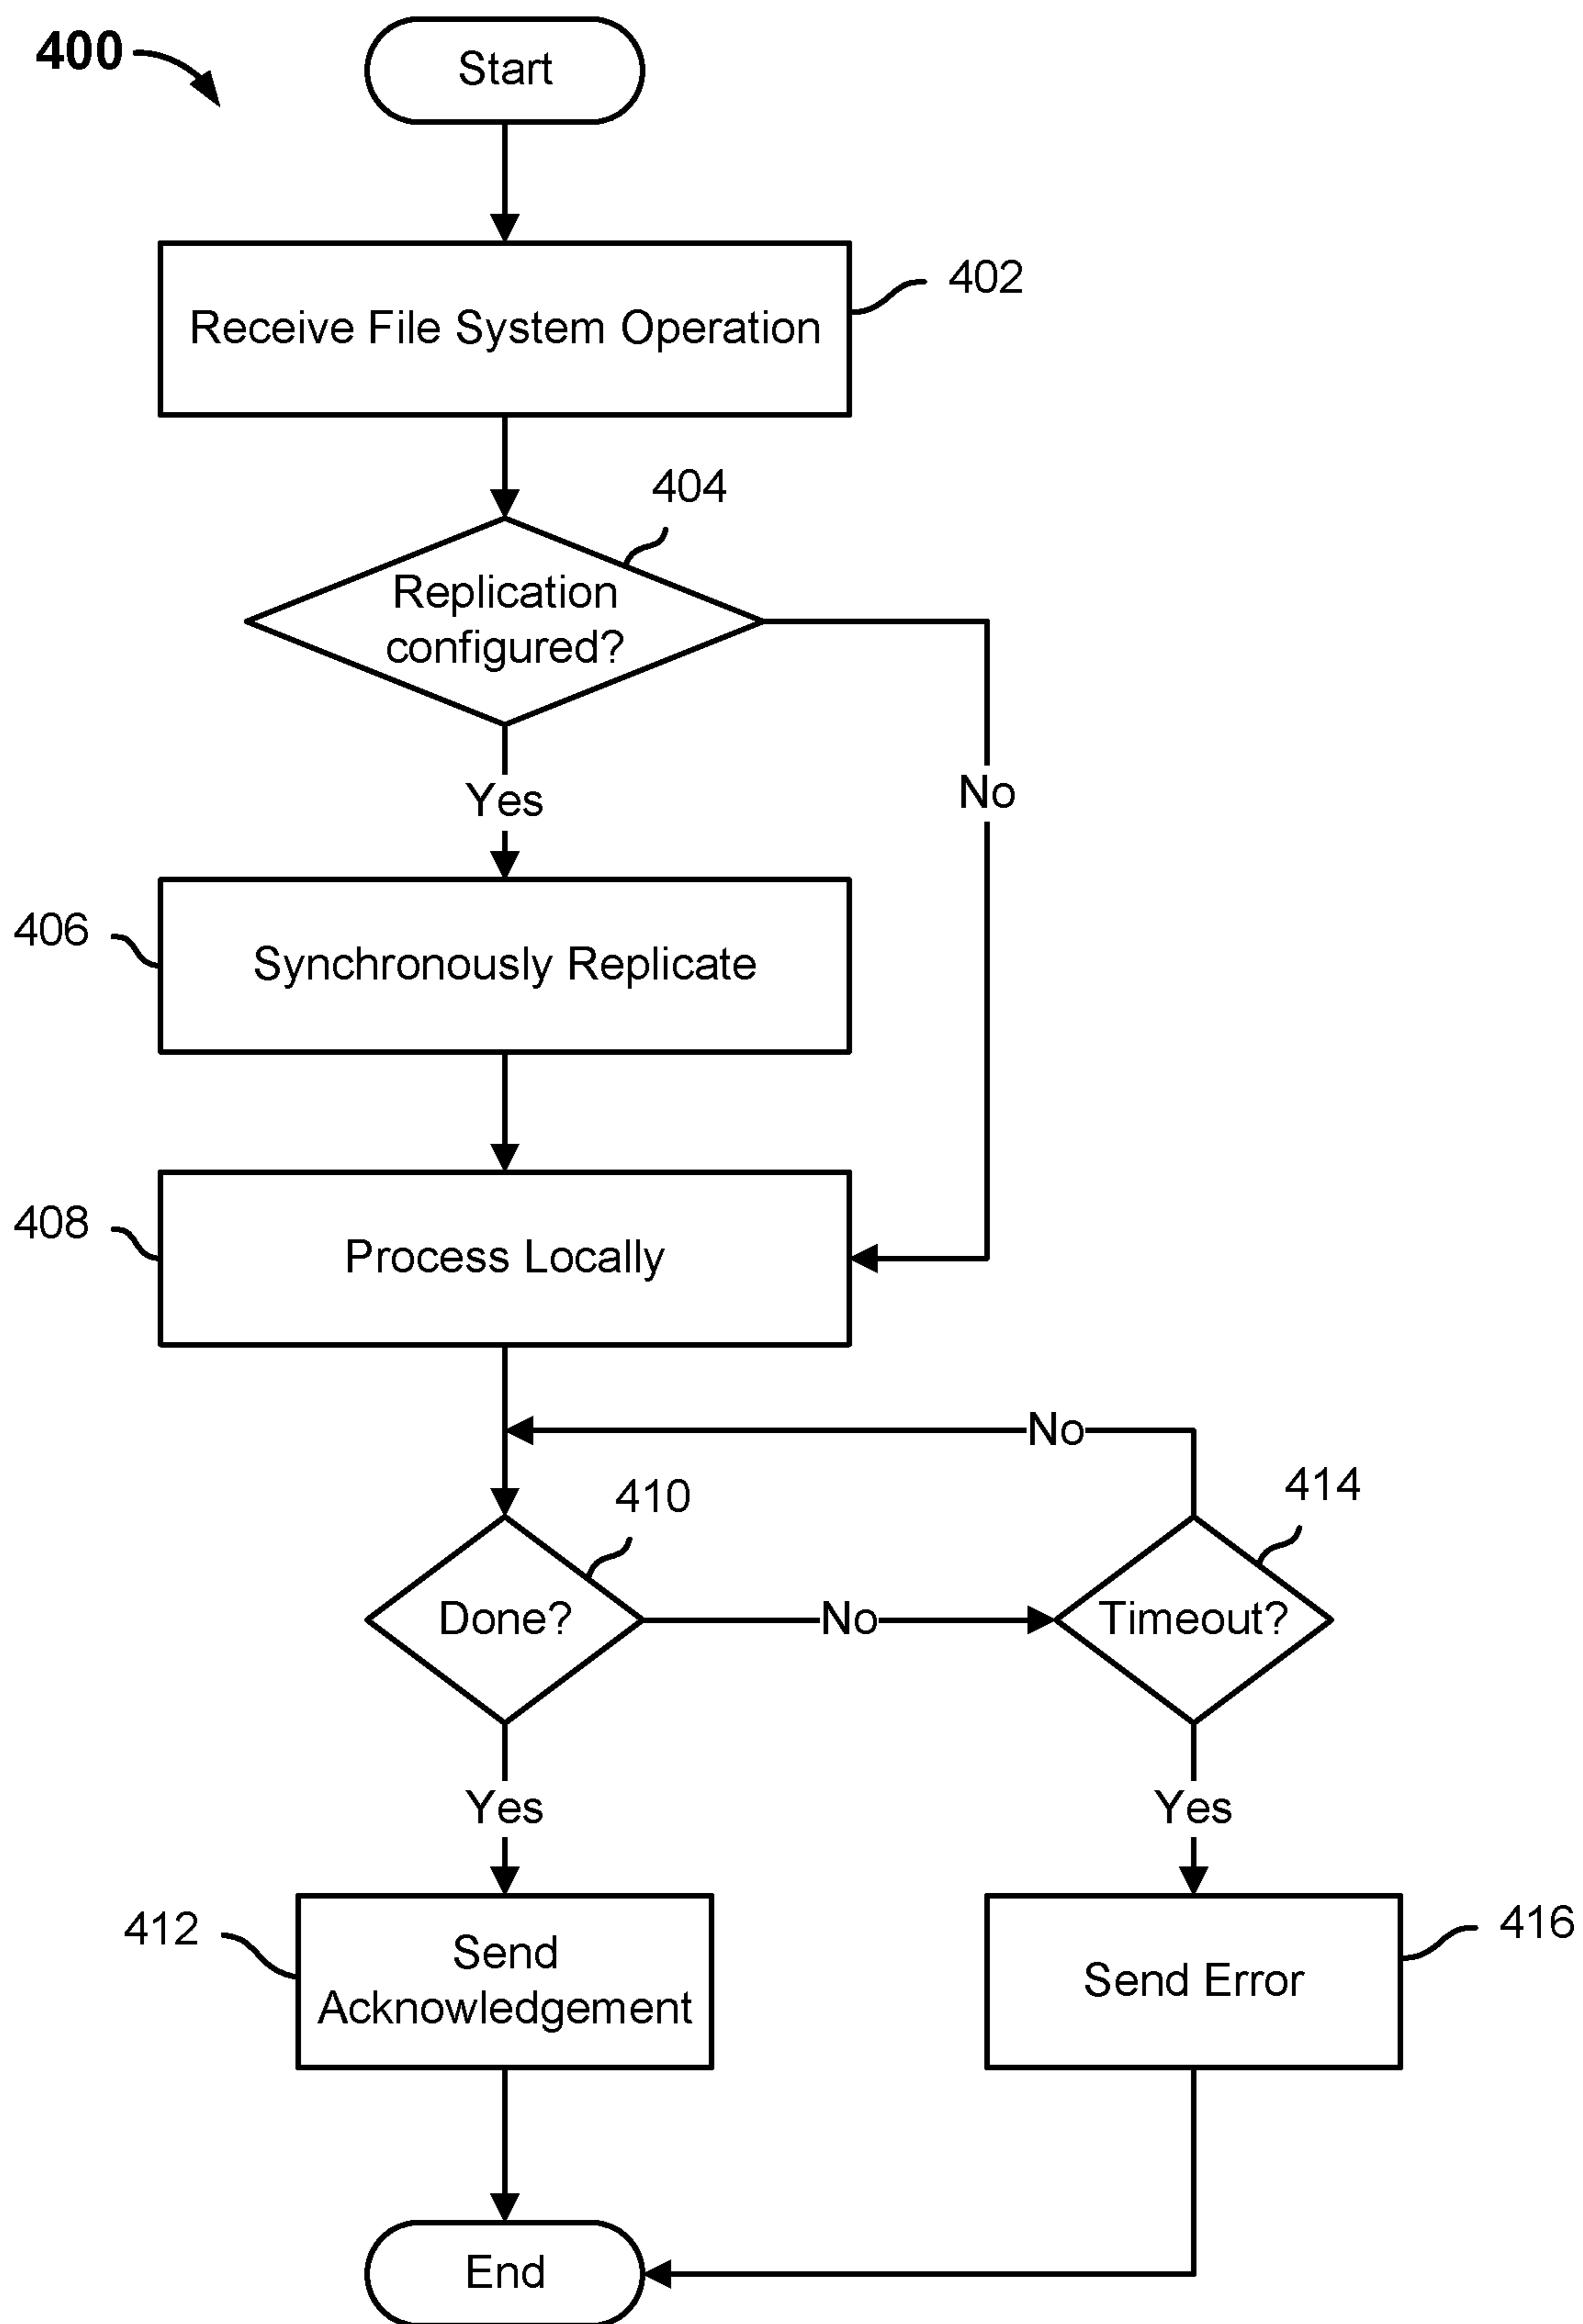 400
Start
Receive File System Operation
402
404
Replication
configured?
Yes
No
406
Synchronously Replicate
408
Process Locally
No
410
414
Done?
No
Timeout?
Yes
Yes
412
Send
Acknowledgement
Send Error
416
End